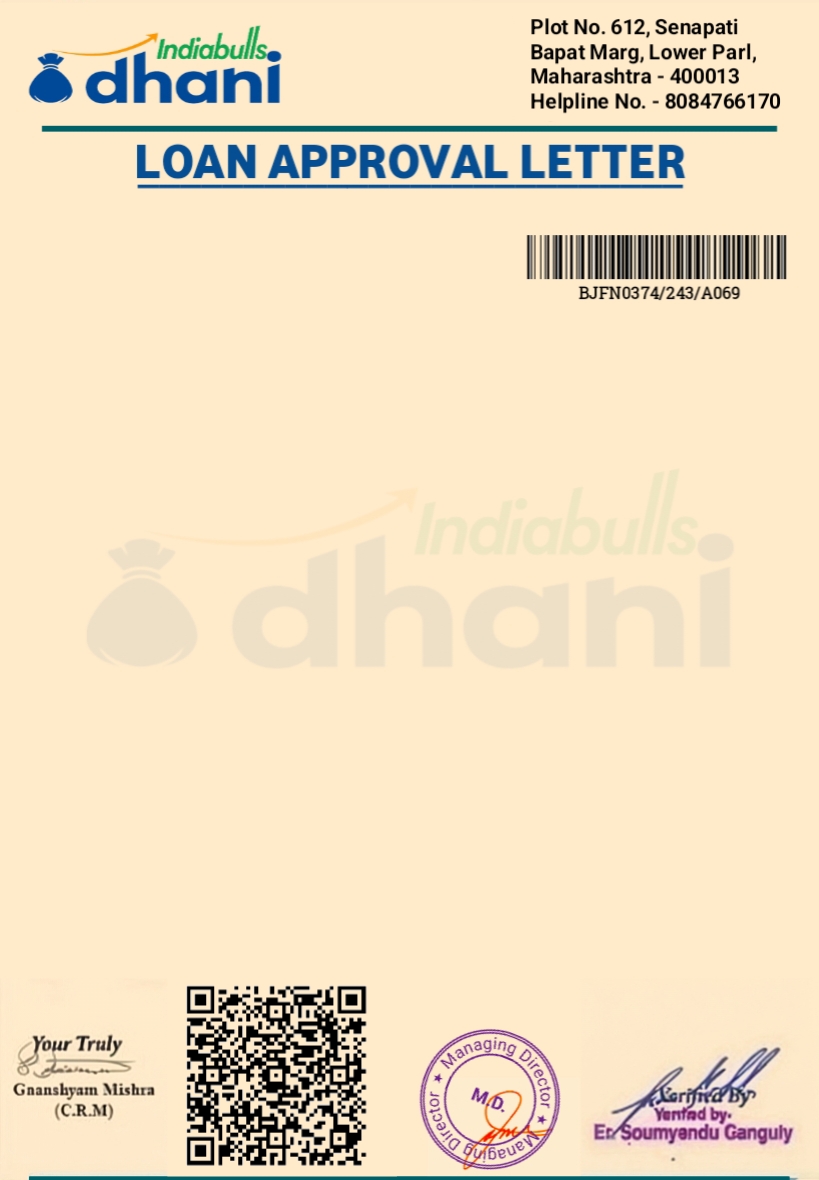 Indiabulls
dhani
Plot No. 612, Senapati
Bapat Marg, Lower Parl,
Maharashtra - 400013
Helpline No. - 8084766170
LOAN APPROVAL LETTER
BJFN0374/243/A069
Indiabulls
dhani
Your Truly
Gnanshyam Mishra
(C.R.M)
Managing Director ★ Managing Director ★
M.D.
Verified By
Verified by-
Er. Soumyendu Ganguly